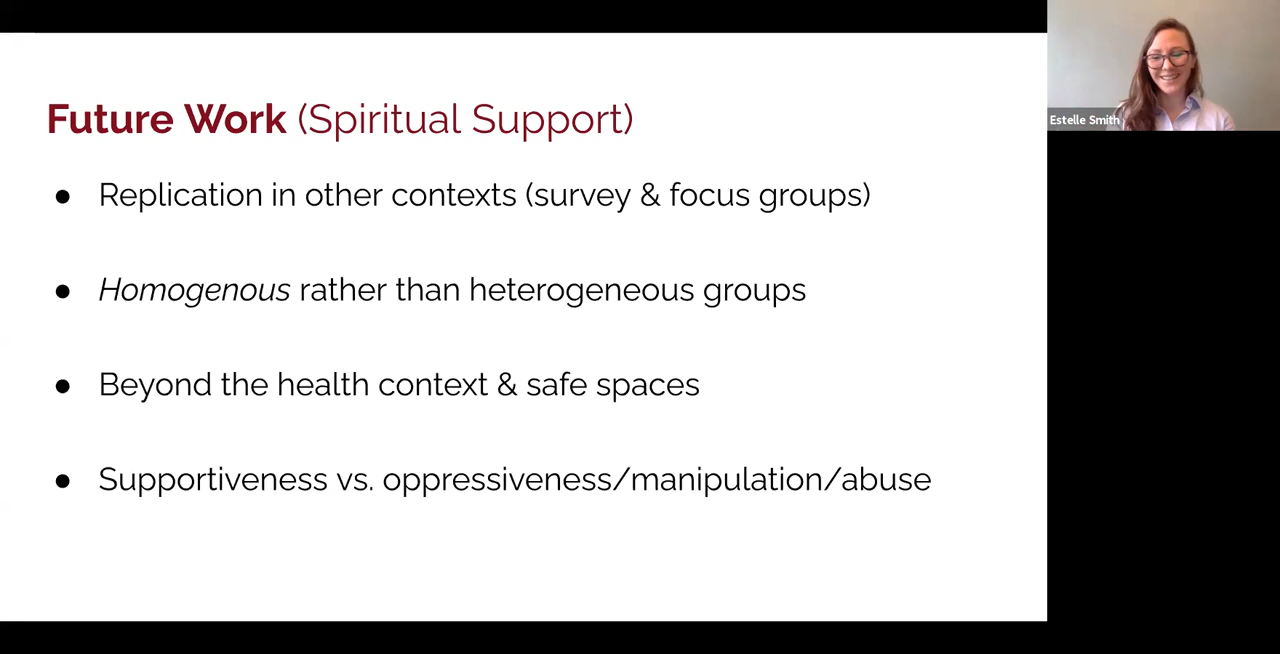 Future Work (Spiritual Support)
● Replication in other contexts (survey & focus groups)
● Homogenous rather than heterogeneous groups
● Beyond the health context & safe spaces
● Supportiveness vs. oppressiveness/manipulation/abuse
Estelle Smith